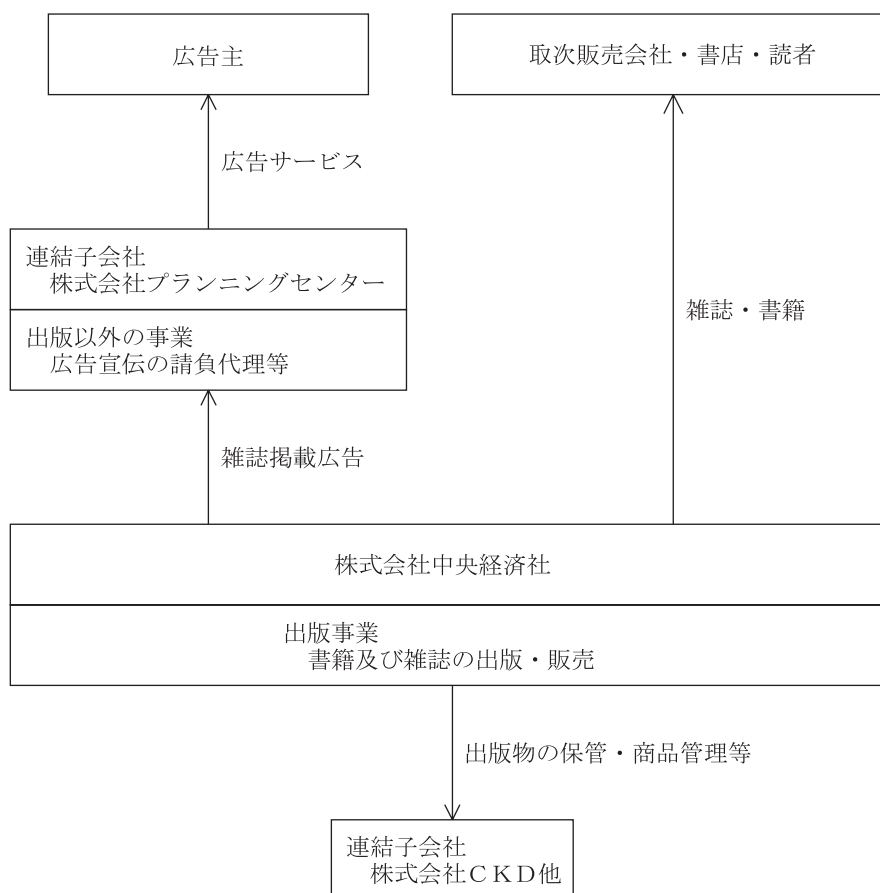 広告主
取次販売会社・書店・読者
広告サービス
連結子会社
株式会社プランニングセンター
雑誌・書籍
出版以外の事業
広告宣伝の請負代理等
雑誌掲載広告
株式会社中央経済社
出版事業
書籍及び雑誌の出版・販売
出版物の保管・商品管理等
連結子会社
株式会社ＣＫＤ他